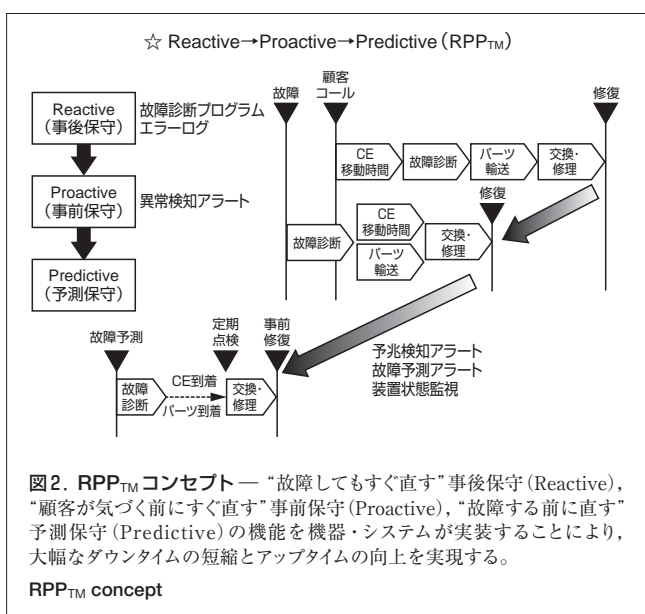 ☆ Reactive→Proactive→Predictive(RPPTM)
Reactive
(事後保守)
故障診断プログラム
エラーログ
Proactive
(事前保守)
異常検知アラート
Predictive
(予測保守)
故障
顧客
コール
修復
CE
移動時間
故障診断
パーツ
輸送
交換・
修理
修復
故障診断
CE
移動時間
パーツ
輸送
交換・
修理
故障予測
定期
点検
事前
修復
故障
診断
CE到着
パーツ到着
交換・
修理
予兆検知アラート
故障予測アラート
装置状態監視
図2. RPPTMコンセプト — “故障してもすぐ直す”事後保守(Reactive),
“顧客が気づく前にすぐ直す”事前保守(Proactive),“故障する前に直す”
予測保守(Predictive)の機能を機器・システムが実装することにより,
大幅なダウンタイムの短縮とアップタイムの向上を実現する。
RPPTM concept